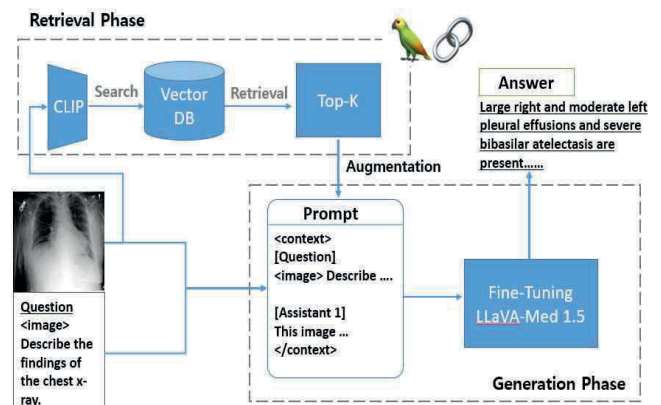 Retrieval Phase
CLIP
Search
Vector
DB
Retrieval
Top-K
Augmentation
Answer
Large right and moderate left
pleural effusions and severe
bibasilar atelectasis are
present......
Question
<image>
Describe the
findings of
the chest x-
ray.
Prompt
<context>
[Question]
<image> Describe ....
[Assistant 1]
This image ...
</context>
Fine-Tuning
LLaVA-Med 1.5
Generation Phase